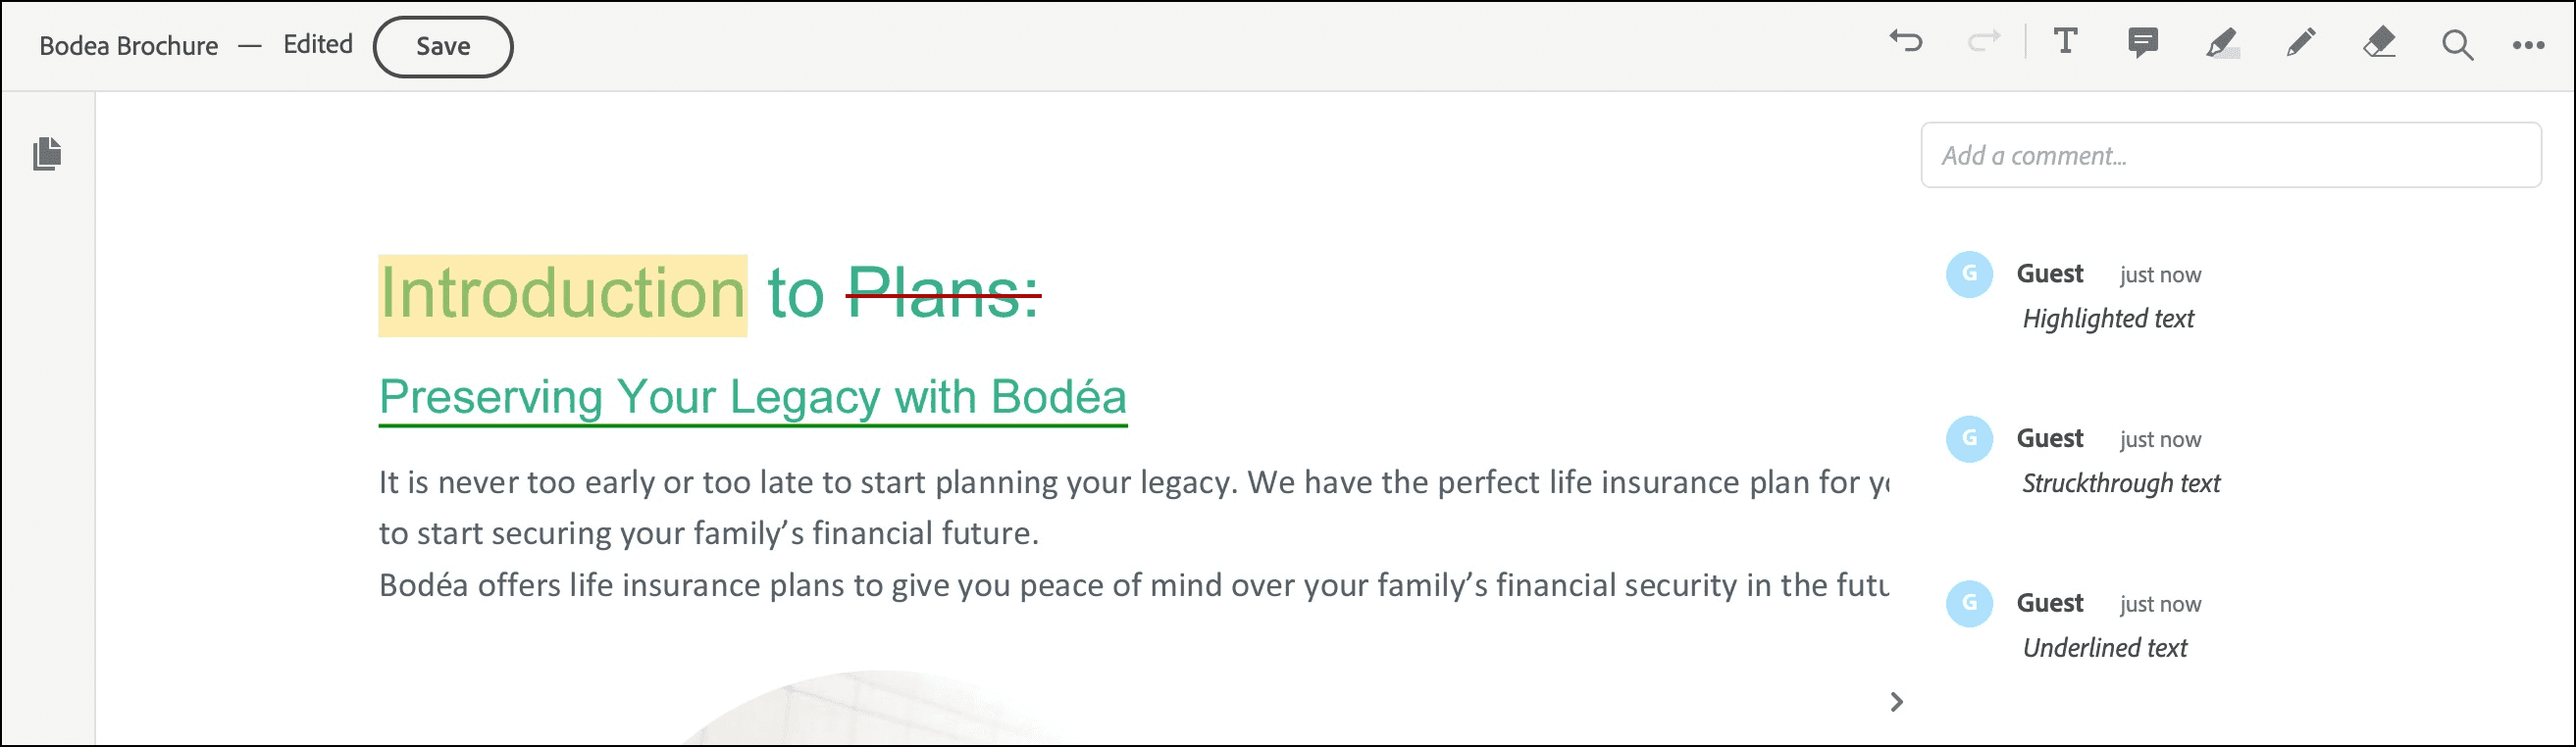 Bodea Brochure — Edited Save
T
Add a comment...
Introduction to Plans:
Preserving Your Legacy with Bodéa
It is never too early or too late to start planning your legacy. We have the perfect life insurance plan for
to start securing your family’s financial future.
Bodéa offers life insurance plans to give you peace of mind over your family’s financial security in the
G Guest just now
Highlighted text
G Guest just now
Struckthrough text
G Guest just now
Underlined text